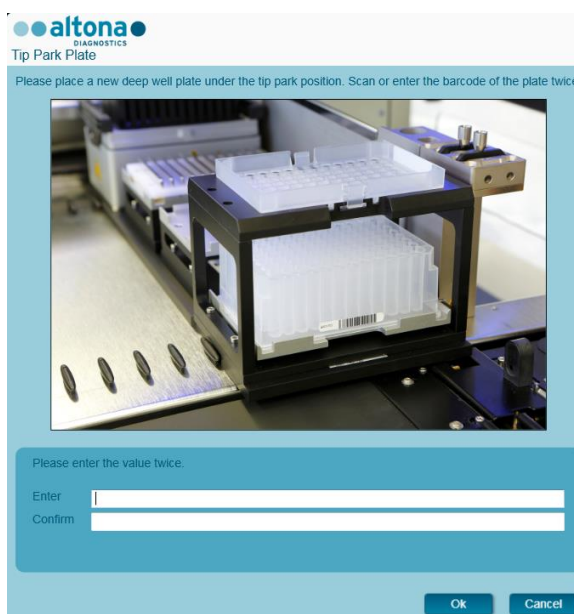 altona
DIAGNOSTICS
Tip Park Plate
Please place a new deep well plate under the tip park position. Scan or enter the barcode of the plate twice
Please enter the value twice.
Enter
Confirm
Ok
Cancel